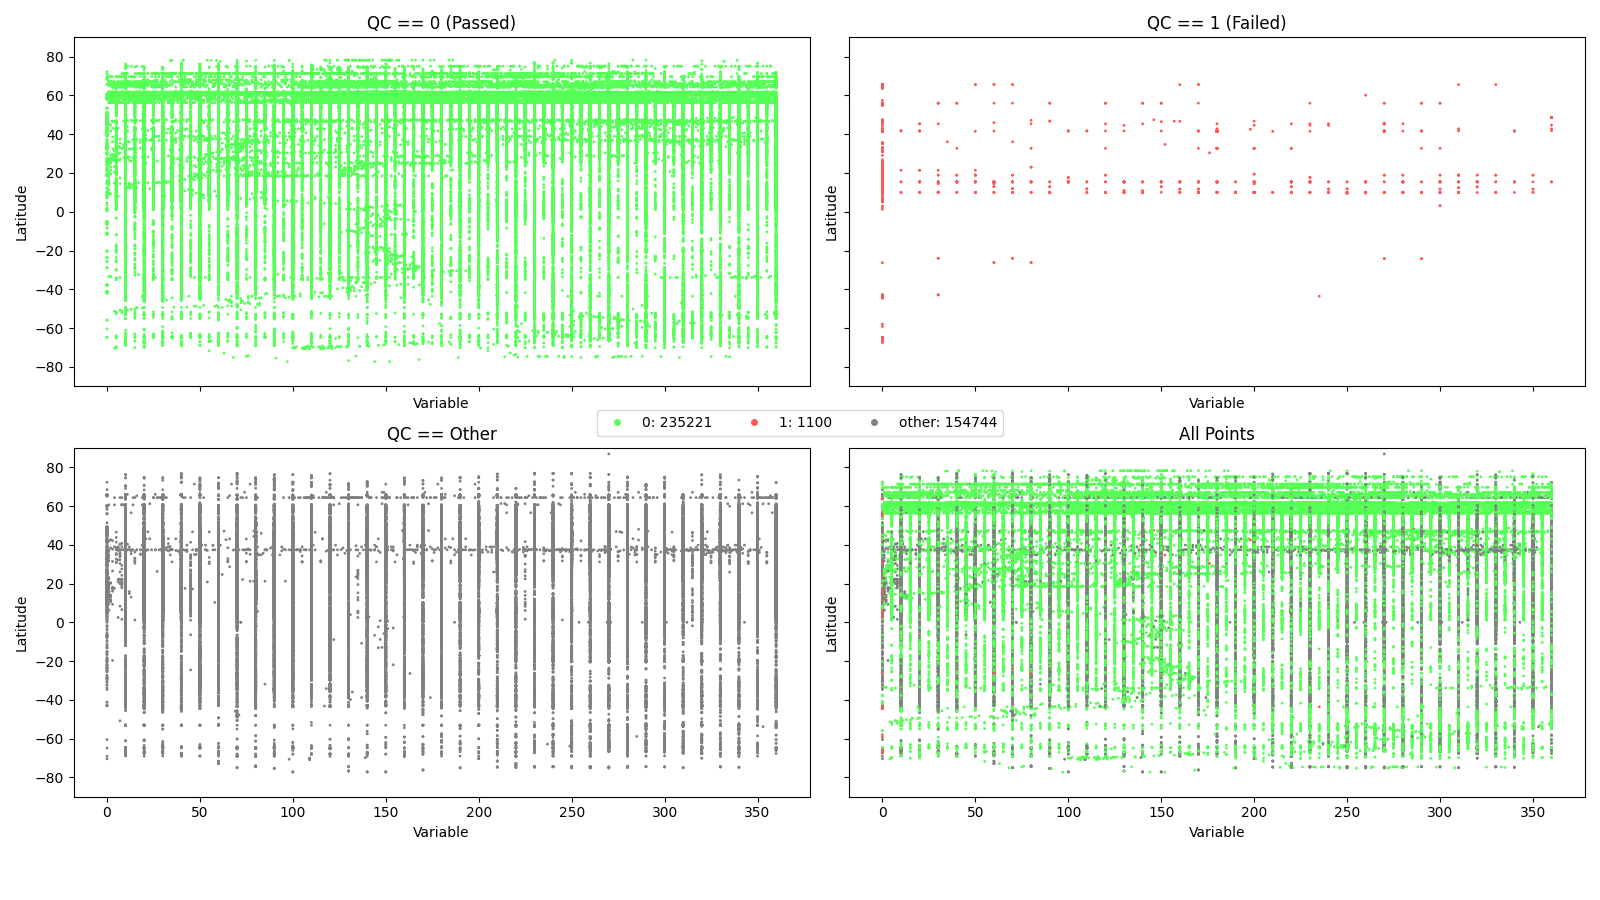 QC == 0 (Passed)
QC == 1 (Failed)
80
60
40
20
0
−20
−40
−60
−80
Latitude
Latitude
Variable
Variable
0: 235221
1: 1100
other: 154744
QC == Other
All Points
80
60
40
20
0
−20
−40
−60
−80
Latitude
Latitude
0 50 100 150 200 250 300 350
0 50 100 150 200 250 300 350
Variable
Variable